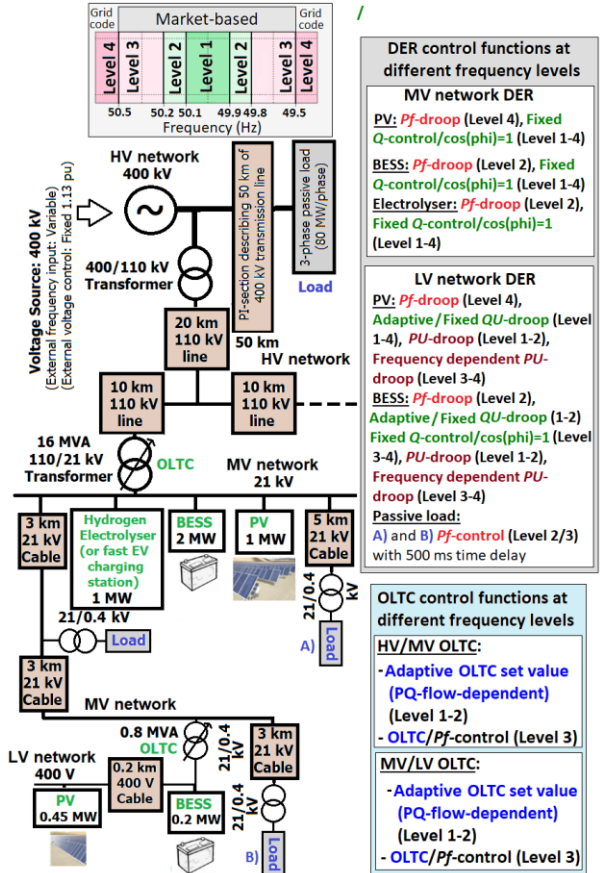 /
Grid
code
Market-based
Grid
code
Level 4
Level 3
Level 2
Level 1
Level 2
Level 3
Level 4
50.5
50.2
50.1
49.9
49.8
49.5
Frequency (Hz)
HV network
400 kV
~
Voltage Source: 400 kV
(External frequency input: Variable)
(External voltage control: Fixed 1.13 pu)
400/110 kV
Transformer
PI-section describing 50 km of
400 kV transmission line
3-phase passive load
(80 MW/phase)
Load
50 km
20 km
110 kV
line
HV network
10 km
110 kV
line
10 km
110 kV
line
16 MVA
110/21 kV
Transformer
OLTC
MV network
21 kV
3 km
21 kV
Cable
Hydrogen
Electrolyser
(or fast EV
charging
station)
1 MW
BESS
2 MW
PV
1 MW
5 km
21 kV
Cable
21/0.4
kV
A)
Load
21/0.4 kV
Load
3 km
21 kV
Cable
MV network
0.8 MVA
OLTC
21/0.4
kV
3 km
21 kV
Cable
LV network
400 V
0.2 km
400 V
Cable
PV
0.45 MW
BESS
0.2 MW
21/0.4
kV
B)
Load
DER control functions at
different frequency levels
MV network DER
PV: Pf-droop (Level 4), Fixed
Q-control/cos(phi)=1 (Level 1-4)
BESS: Pf-droop (Level 2), Fixed
Q-control/cos(phi)=1 (Level 1-4)
Electrolyser: Pf-droop (Level 2),
Fixed Q-control/cos(phi)=1
(Level 1-4)
LV network DER
PV: Pf-droop (Level 4),
Adaptive/Fixed QU-droop (Level
1-4), PU-droop (Level 1-2),
Frequency dependent PU-
droop (Level 3-4)
BESS: Pf-droop (Level 2),
Adaptive/Fixed QU-droop (1-2)
Fixed Q-control/cos(phi)=1 (Level
3-4), PU-droop (Level 1-2),
Frequency dependent PU-
droop (Level 3-4)
Passive load:
A) and B) Pf-control (Level 2/3)
with 500 ms time delay
OLTC control functions at
different frequency levels
HV/MV OLTC:
-Adaptive OLTC set value
(PQ-flow-dependent)
(Level 1-2)
- OLTC/Pf-control (Level 3)
MV/LV OLTC:
-Adaptive OLTC set value
(PQ-flow-dependent)
(Level 1-2)
- OLTC/Pf-control (Level 3)